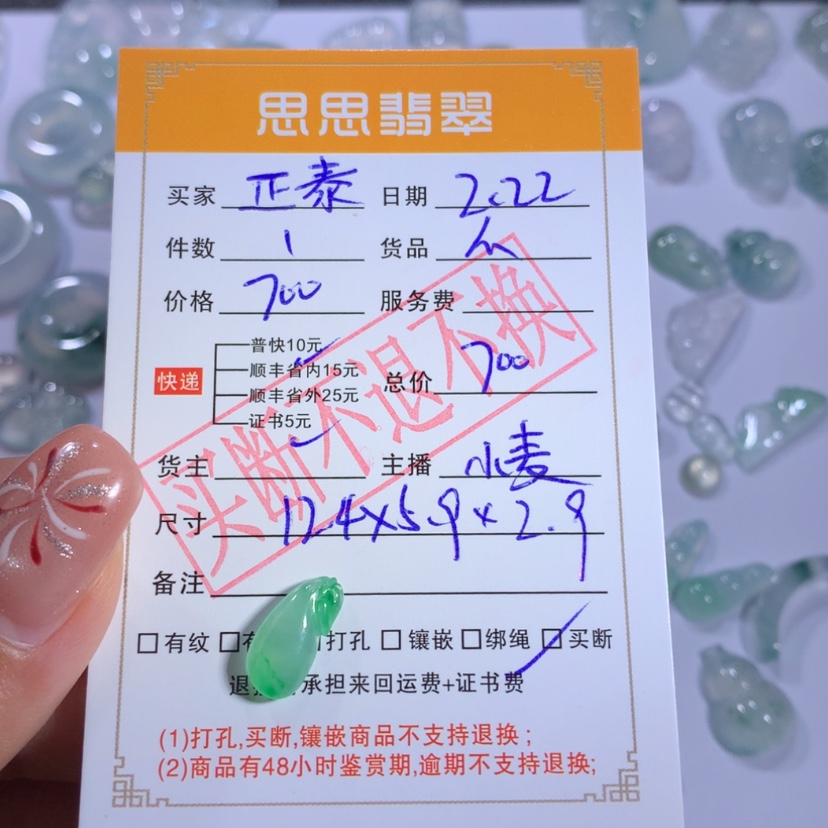 思思翡翠
买家 正泰 日期 2.22
件数 1 货品
价格 700 服务费
普快10元
顺丰省内15元
快递
顺丰省外25元
总价 700
证书5元
货主 主播 小麦
尺寸 12.4×5.9×2.9
备注
买断不退不换
□有纹 □有 打孔 □镶嵌 □绑绳 □买断
退 承担来回运费+证书费
(1)打孔,买断,镶嵌商品不支持退换;
(2)商品有48小时鉴赏期,逾期不支持退换;